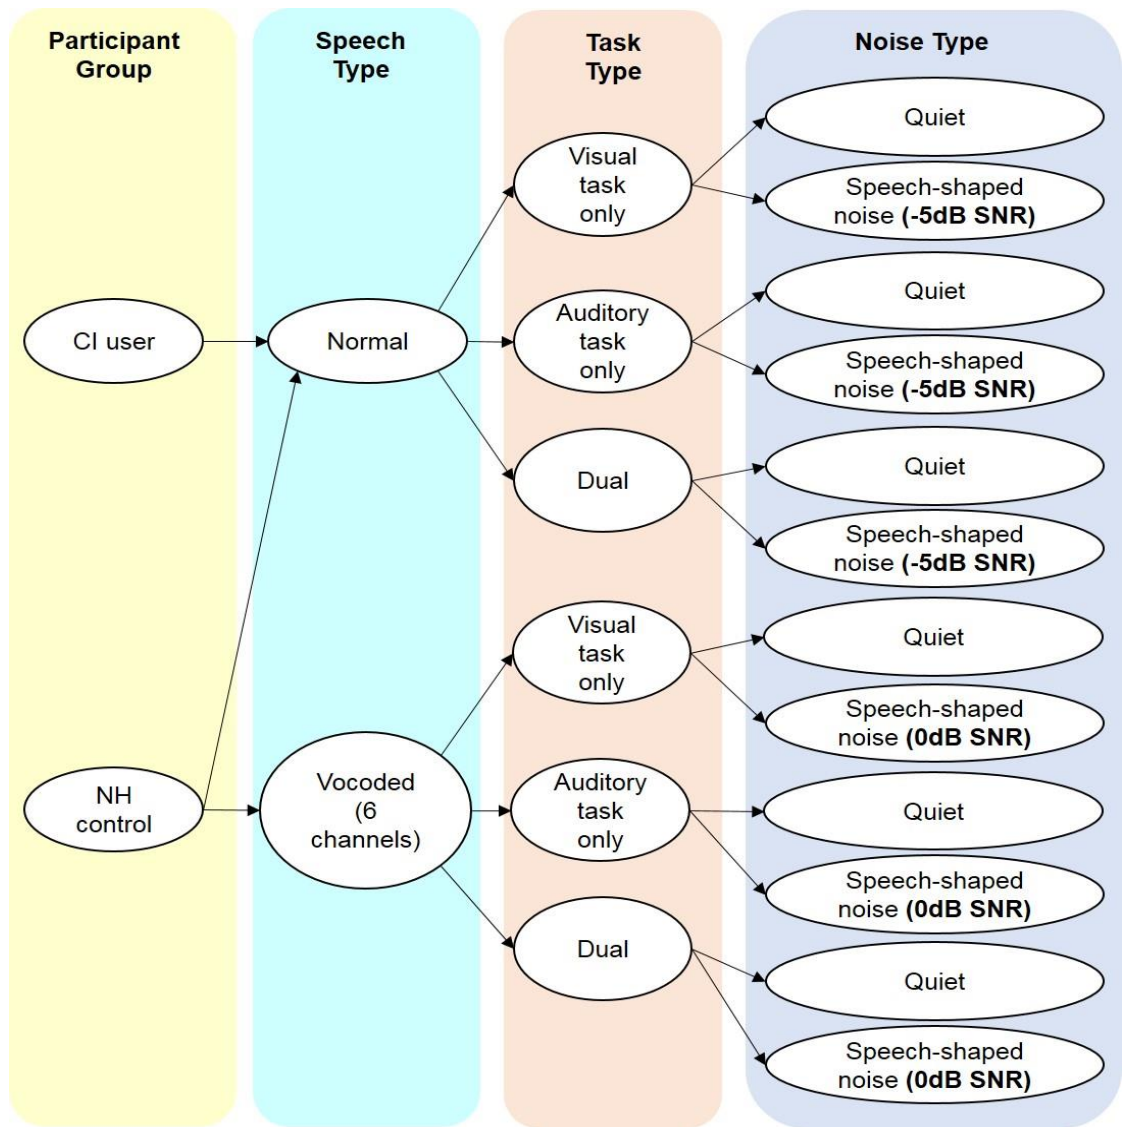 Participant
Group
Speech
Type
Task
Type
Noise Type
CI user
NH
control
Normal
Vocoded
(6
channels)
Visual
task
only
Auditory
task
only
Dual
Visual
task
only
Auditory
task
only
Dual
Quiet
Speech-shaped
noise (-5dB SNR)
Quiet
Speech-shaped
noise (-5dB SNR)
Quiet
Speech-shaped
noise (-5dB SNR)
Quiet
Speech-shaped
noise (0dB SNR)
Quiet
Speech-shaped
noise (0dB SNR)
Quiet
Speech-shaped
noise (0dB SNR)